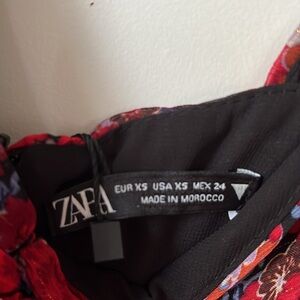 ZARA
EUR XS USA XS MEX 24
MADE IN MOROCCO